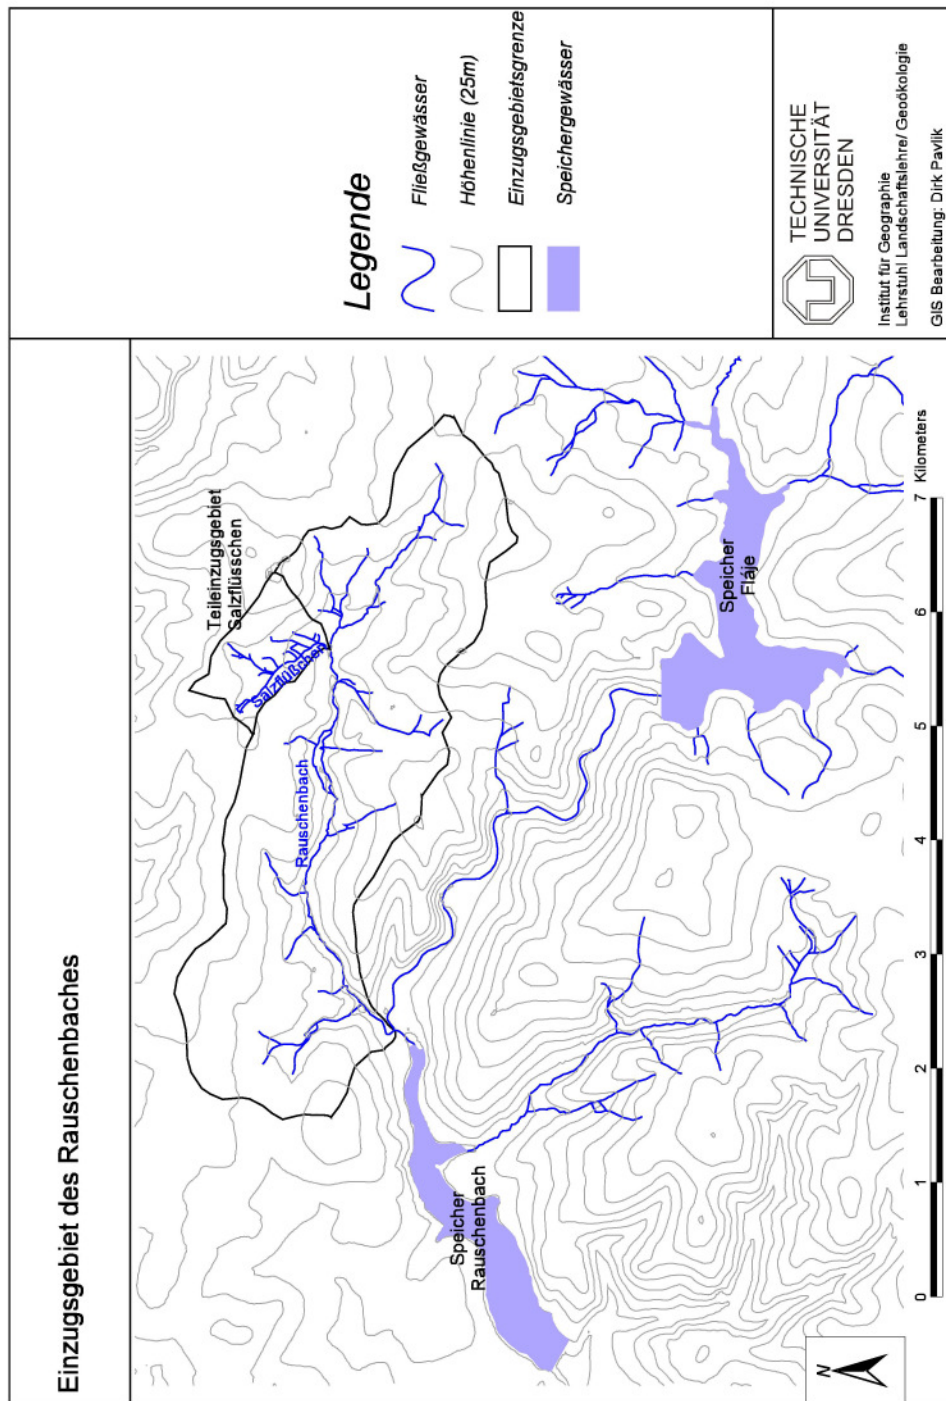 Einzugsgebiet des Rauschenbaches
Teileinzugsgebiet
Salzflüsschen
Salzflüßchen
Rauschenbach
Speicher
Rauschenbach
Speicher
Fláje
N
0
1
2
3
4
5
6
7
Kilometers
Legende
Fließgewässer
Höhenlinie (25m)
Einzugsgebietsgrenze
Speichergewässer
TECHNISCHE
UNIVERSITÄT
DRESDEN
Institut für Geographie
Lehrstuhl Landschaftslehre/ Geoökologie
GIS Bearbeitung: Dirk Pavlik